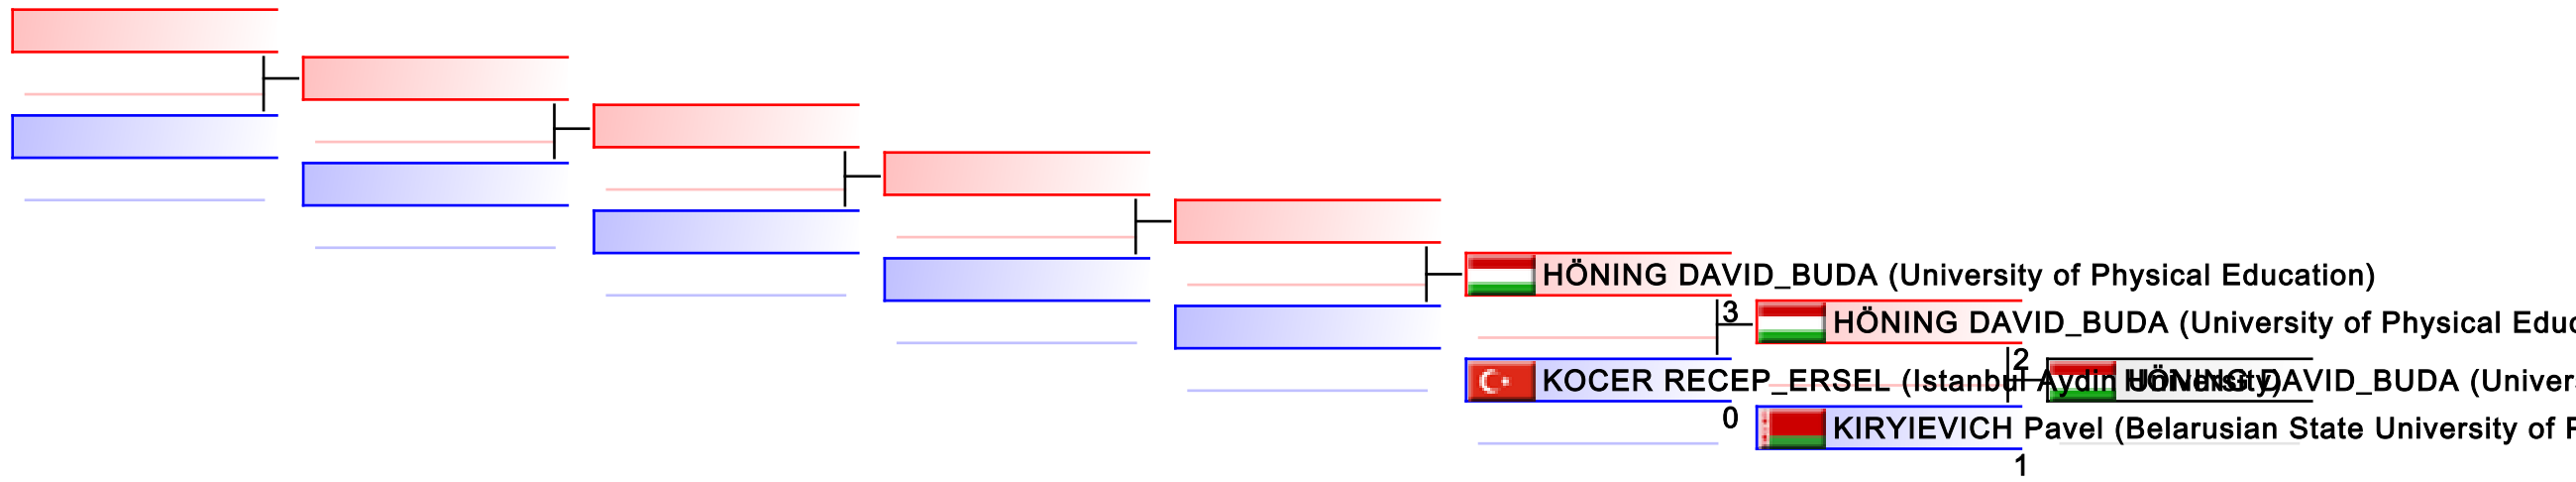 HÖNING DAVID_BUDA (University of Physical Education)
3
HÖNING DAVID_BUDA (University of Physical Educ
2
KOCER RECEP_ERSEL (Istanbul Aydin University)
HÖNING DAVID_BUDA (Univer
0
KIRYIEVICH Pavel (Belarusian State University of
1